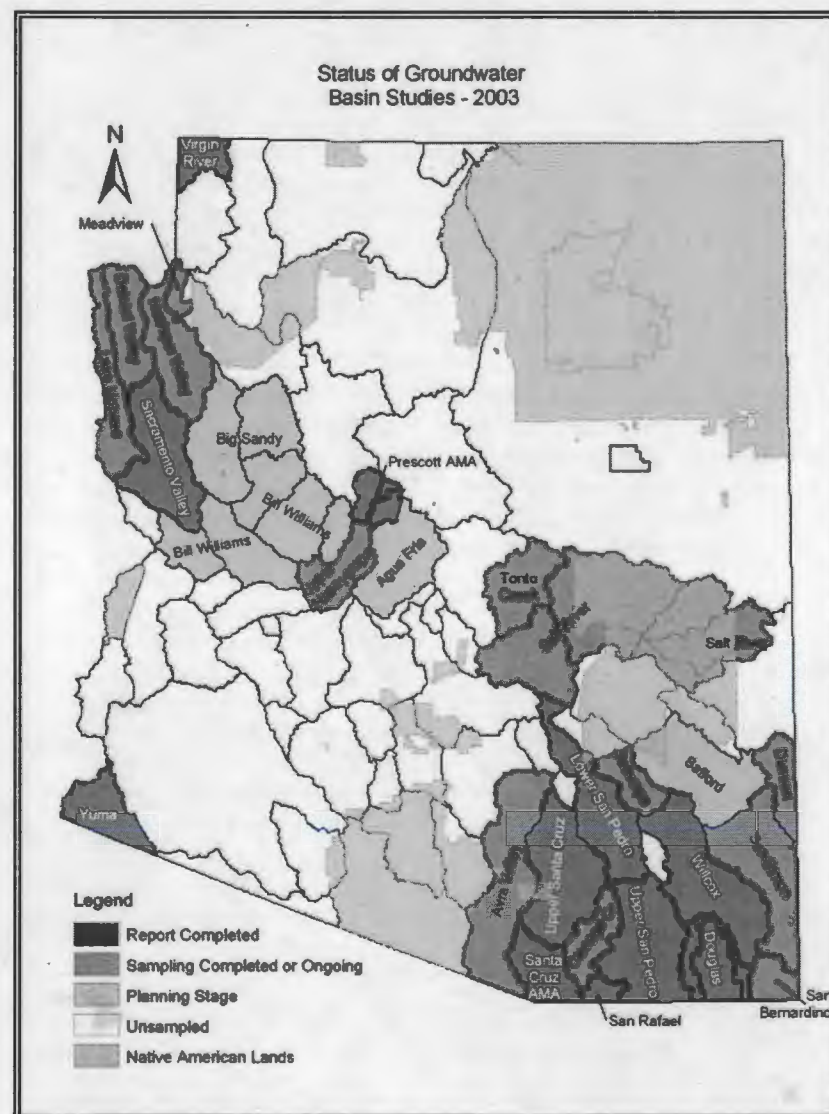 Status of Groundwater
Basin Studies - 2003
N
Virgin
River
Meadview
Sacramento Valley
Big Sandy
Prescott AMA
Bill Williams
Bill Williams
Agua Fria
Tonto
Creek
Salt River
Yuma
Lower San Pedro
Safford
Avra Valley
Upper Santa Cruz
Willcox
Upper San Pedro
Douglas
Santa
Cruz
AMA
San Rafael
San
Bernardino
Legend
Report Completed
Sampling Completed or Ongoing
Planning Stage
Unsampled
Native American Lands